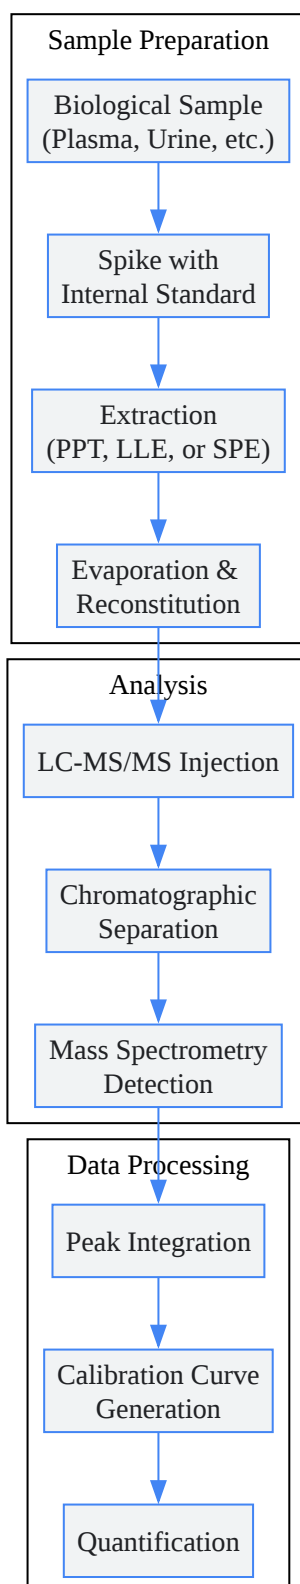 Sample Preparation
Biological Sample
(Plasma, Urine, etc.)
Spike with
Internal Standard
Extraction
(PPT, LLE, or SPE)
Evaporation &
Reconstitution
Analysis
LC-MS/MS Injection
Chromatographic
Separation
Mass Spectrometry
Detection
Data Processing
Peak Integration
Calibration Curve
Generation
Quantification